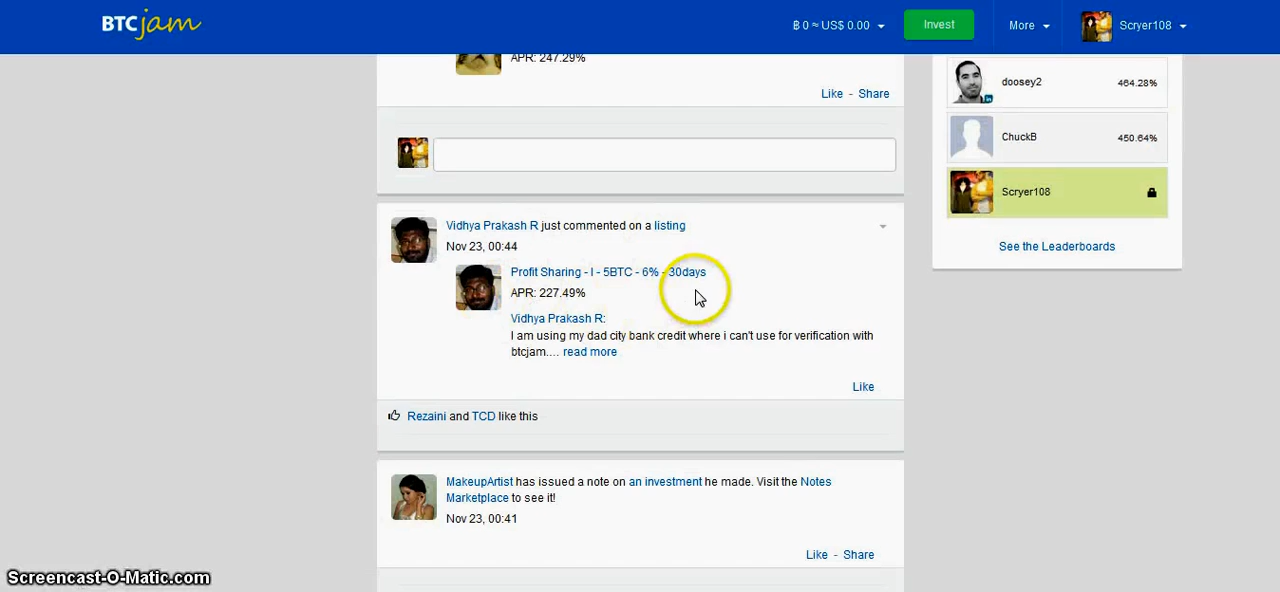 BTCjam
฿ 0 ≈ US$ 0.00
Invest
More
Scryer108
APR: 247.29%
Like - Share
doosey2
464.28%
ChuckB
450.64%
Scryer108
See the Leaderboards
Vidhya Prakash R just commented on a listing
Nov 23, 00:44
Profit Sharing - I - 5BTC - 6% - 30days
APR: 227.49%
Vidhya Prakash R:
I am using my dad city bank credit where i can't use for verification with
btcjam.... read more
Like
Rezaini and TCD like this
MakeupArtist has issued a note on an investment he made. Visit the Notes
Marketplace to see it!
Nov 23, 00:41
Like - Share
Screencast-O-Matic.com